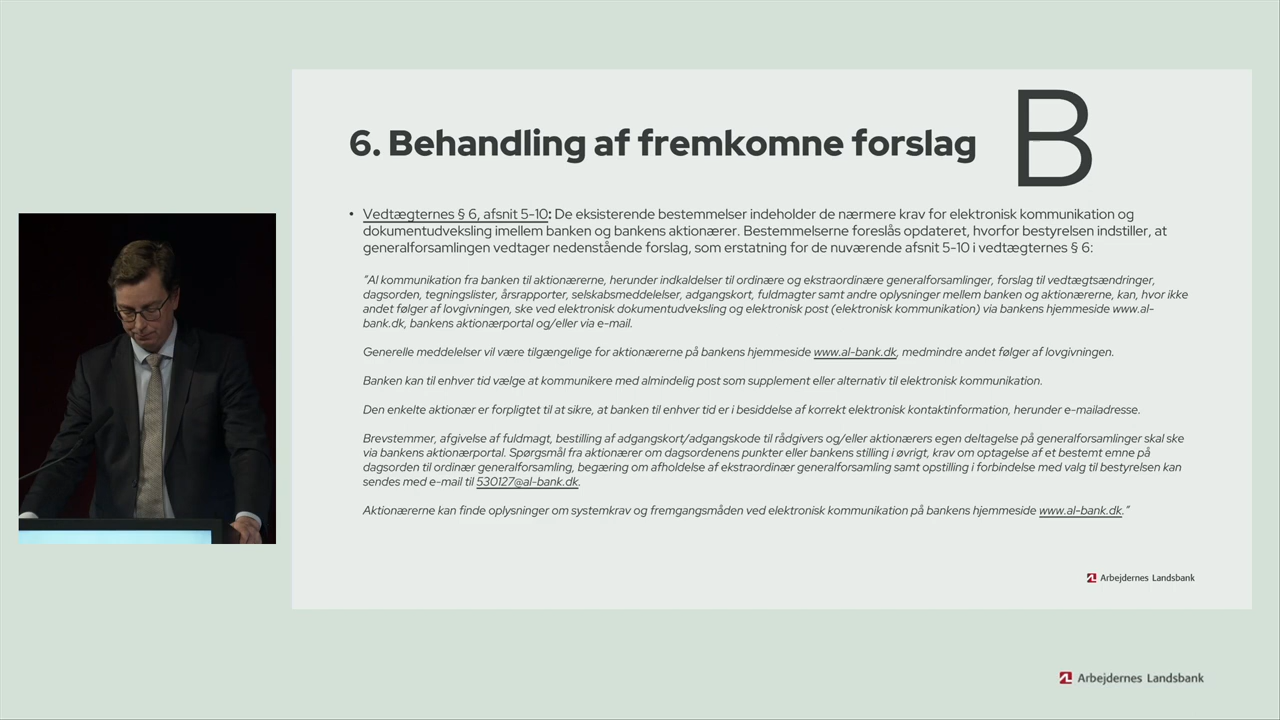 6. Behandling af fremkomne forslag
B
• Vedtægternes § 6, afsnit 5-10: De eksisterende bestemmelser indeholder de nærmere krav for elektronisk kommunikation og
dokumentudveksling imellem banken og bankens aktionærer. Bestemmelserne foreslås opdateret, hvorfor bestyrelsen indstiller, at
generalforsamlingen vedtager nedenstående forslag, som erstatning for de nuværende afsnit 5-10 i vedtægternes § 6:
"Al kommunikation fra banken til aktionærerne, herunder indkaldelser til ordinære og ekstraordinære generalforsamlinger, forslag til vedtægtsændringer,
dagsorden, tegningslister, årsrapporter, selskabsmeddelelser, adgangskort, fuldmagter samt andre oplysninger mellem banken og aktionærerne, kan, hvor ikke
andet følger af lovgivningen, ske ved elektronisk dokumentudveksling og elektronisk post (elektronisk kommunikation) via bankens hjemmeside www.al-
bank.dk, bankens aktionærportal og/eller via e-mail.
Generelle meddelelser vil være tilgængelige for aktionærerne på bankens hjemmeside www.al-bank.dk, medmindre andet følger af lovgivningen.
Banken kan til enhver tid vælge at kommunikere med almindelig post som supplement eller alternativ til elektronisk kommunikation.
Den enkelte aktionær er forpligtet til at sikre, at banken til enhver tid er i besiddelse af korrekt elektronisk kontaktinformation, herunder e-mailadresse.
Brevstemmer, afgivelse af fuldmagt, bestilling af adgangskort/adgangskode til rådgivers og/eller aktionærers egen deltagelse på generalforsamlinger skal ske
via bankens aktionærportal. Spørgsmål fra aktionærer om dagsordenens punkter eller bankens stilling i øvrigt, krav om optagelse af et bestemt emne på
dagsorden til ordinær generalforsamling, begæring om afholdelse af ekstraordinær generalforsamling samt opstilling i forbindelse med valg til bestyrelsen kan
sendes med e-mail til 530127@al-bank.dk.
Aktionærerne kan finde oplysninger om systemkrav og fremgangsmåden ved elektronisk kommunikation på bankens hjemmeside www.al-bank.dk."
Arbejdernes Landsbank
Arbejdernes Landsbank